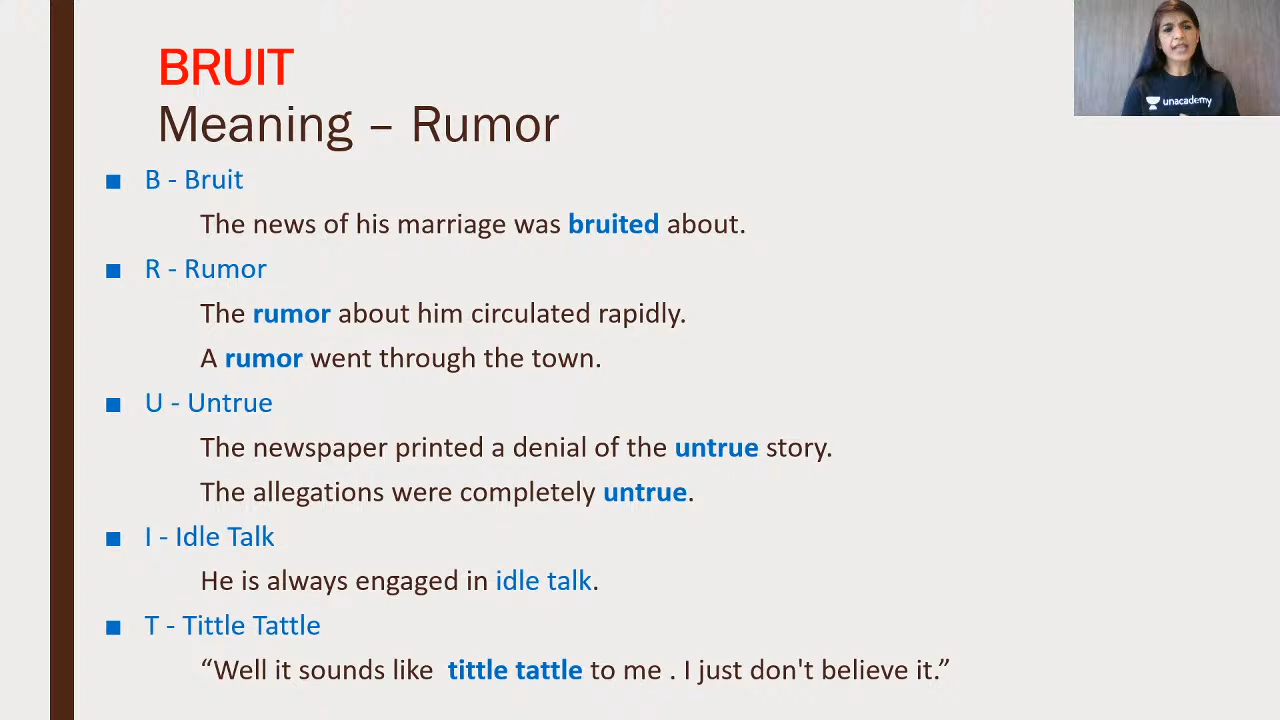 BRUIT
Meaning – Rumor
■ B - Bruit
The news of his marriage was bruited about.
■ R - Rumor
The rumor about him circulated rapidly.
A rumor went through the town.
■ U - Untrue
The newspaper printed a denial of the untrue story.
The allegations were completely untrue.
■ I - Idle Talk
He is always engaged in idle talk.
■ T - Tittle Tattle
“Well it sounds like  tittle tattle to me . I just don't believe it.”
unacademy